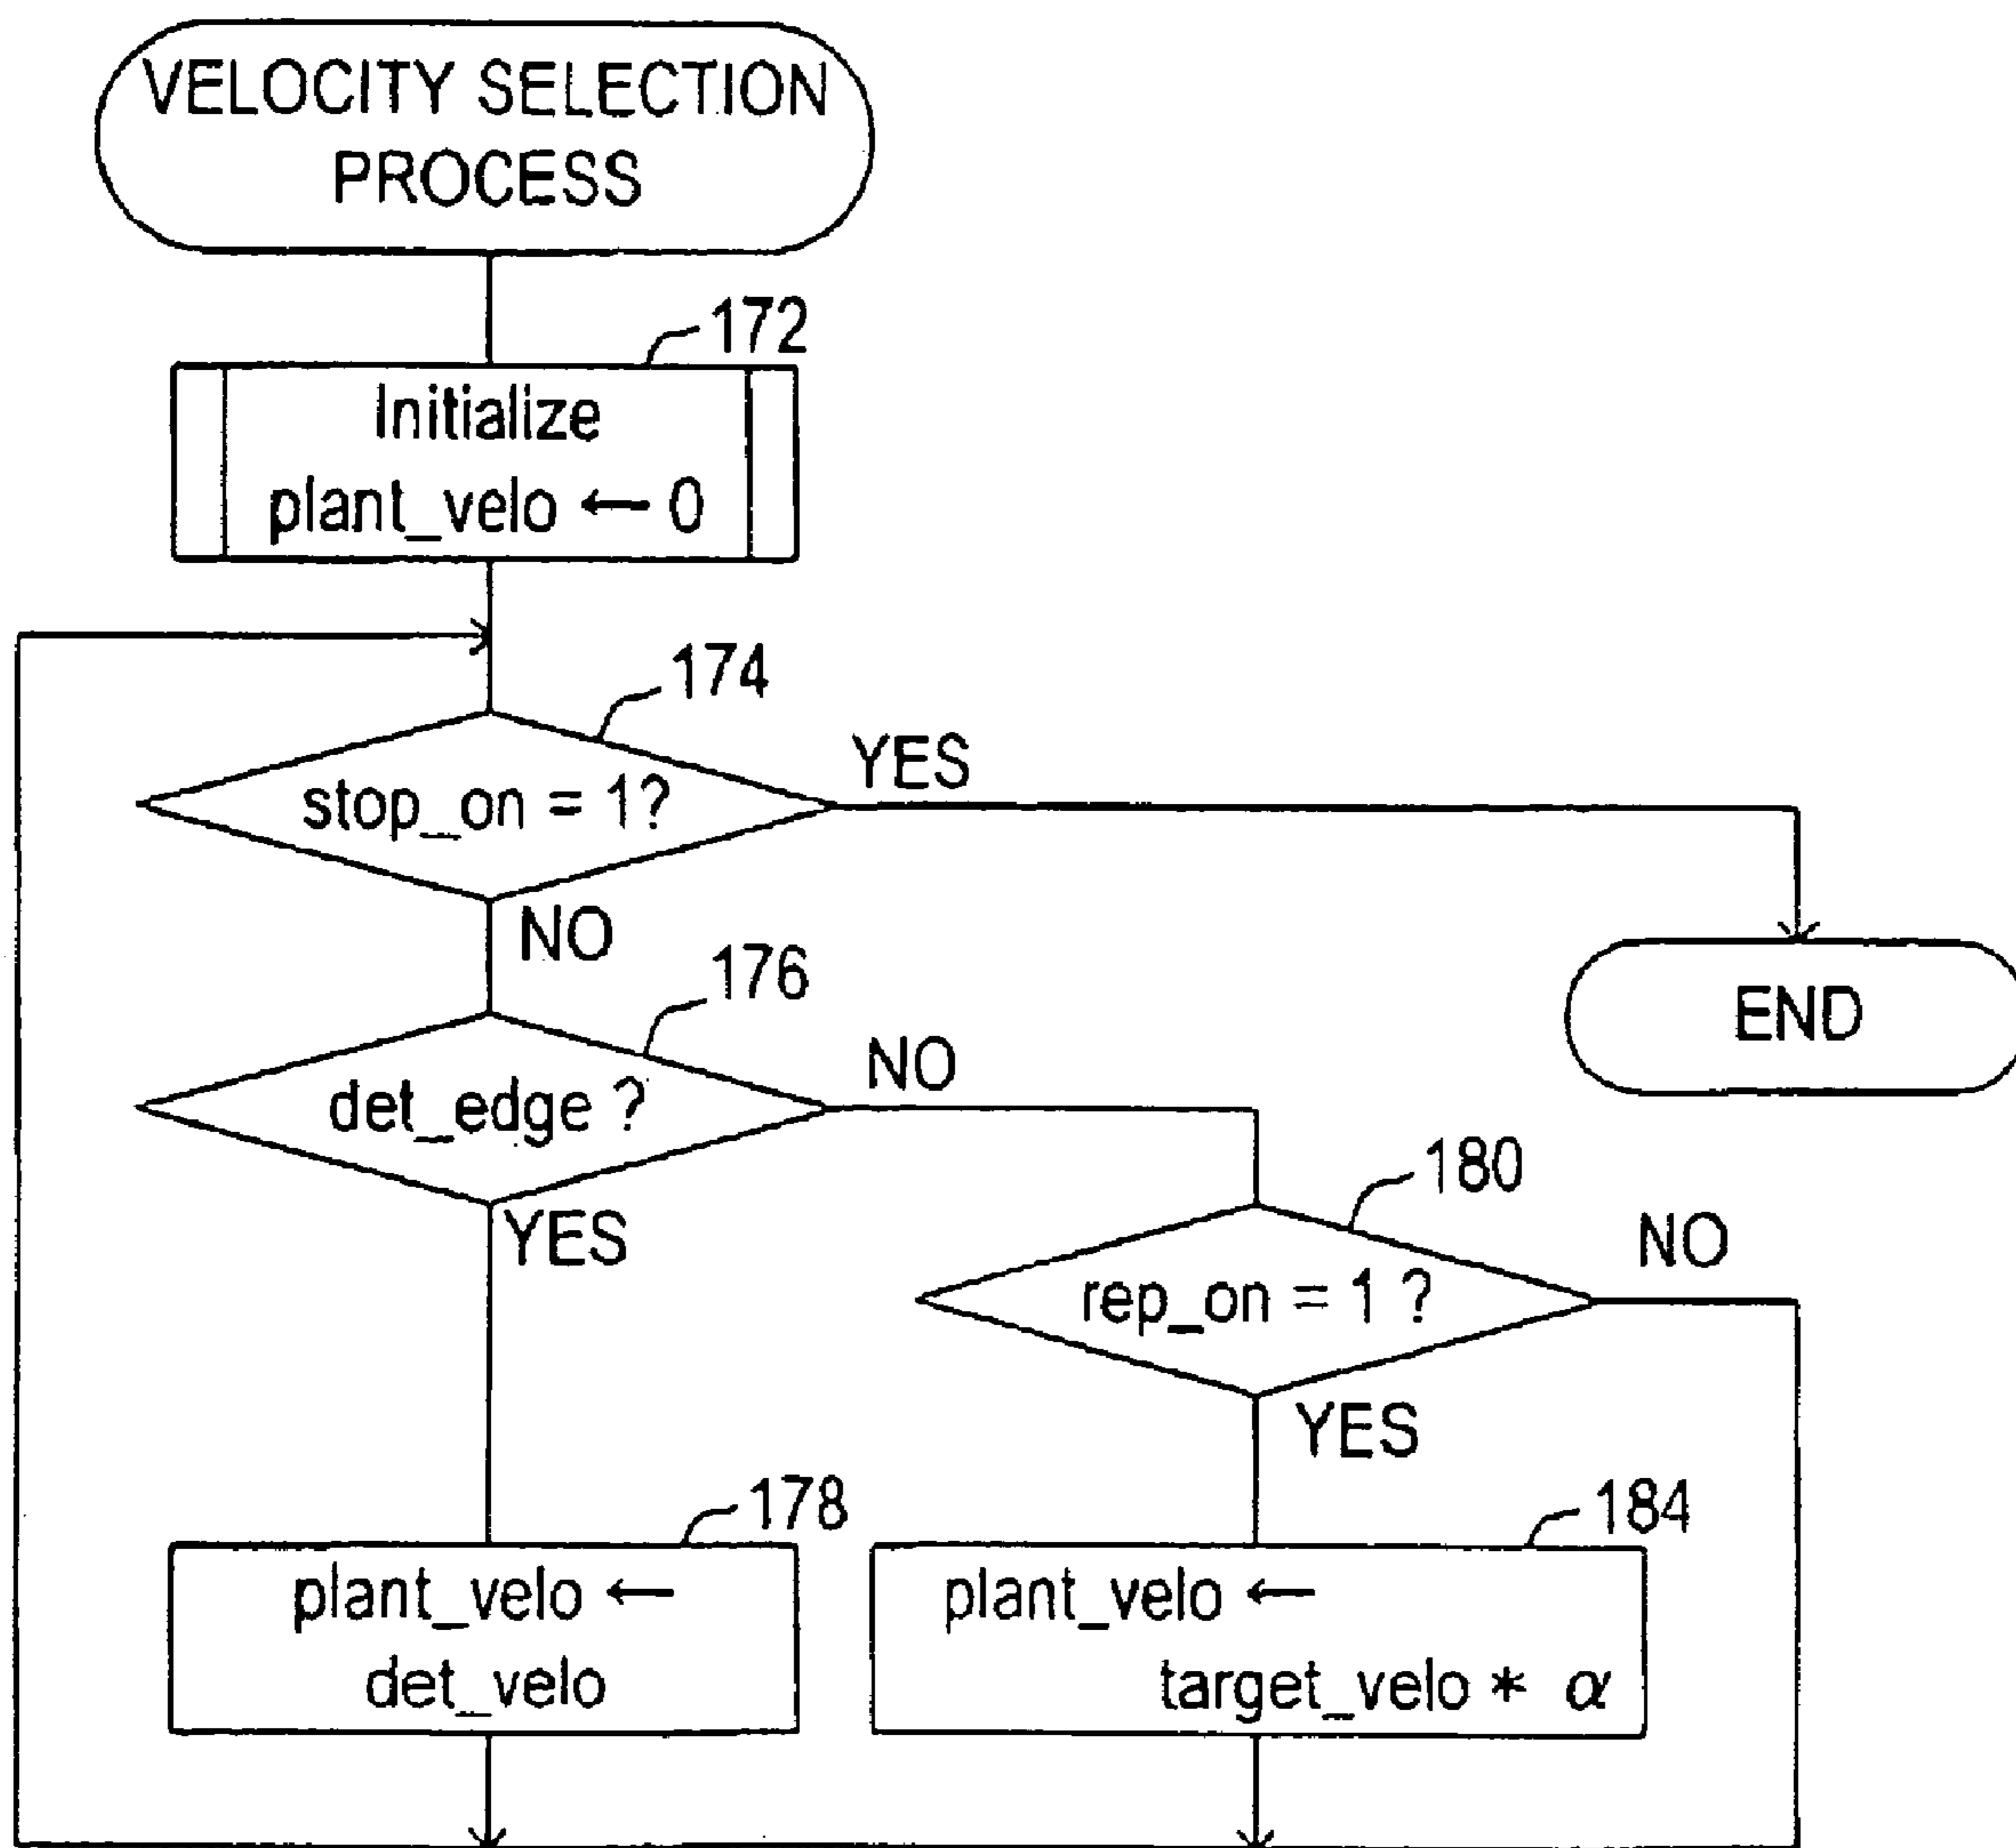 VELOCITY SELECTION
PROCESS
172
Initialize
plant_velo ← 0
174
stop_on = 1?
YES
NO
END
176
det_edge ?
NO
YES
180
rep_on = 1 ?
NO
YES
178
plant_velo ←
det_velo
184
plant_velo ←
target_velo * α